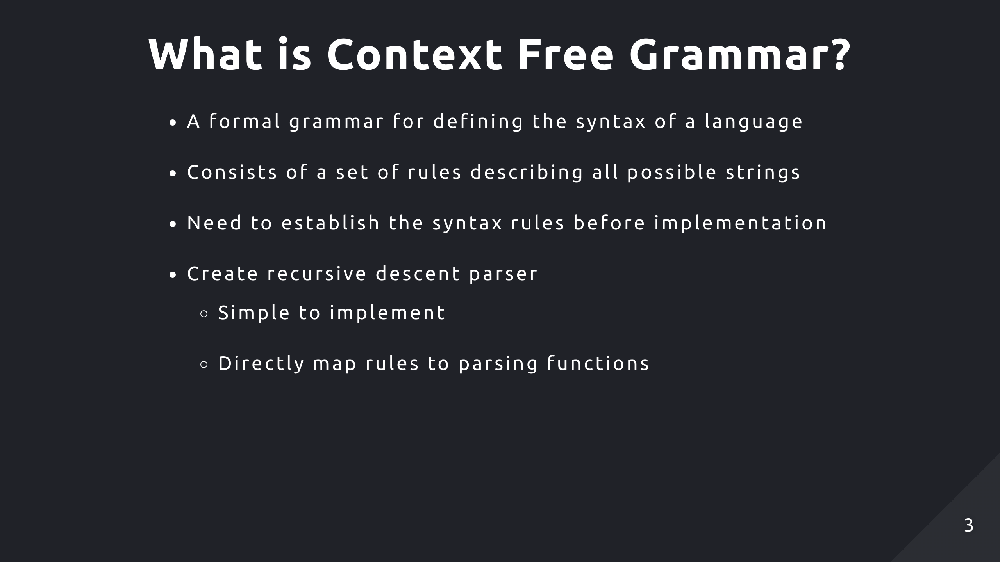 What is Context Free Grammar?
• A formal grammar for defining the syntax of a language
• Consists of a set of rules describing all possible strings
• Need to establish the syntax rules before implementation
• Create recursive descent parser
◦ Simple to implement
◦ Directly map rules to parsing functions
3